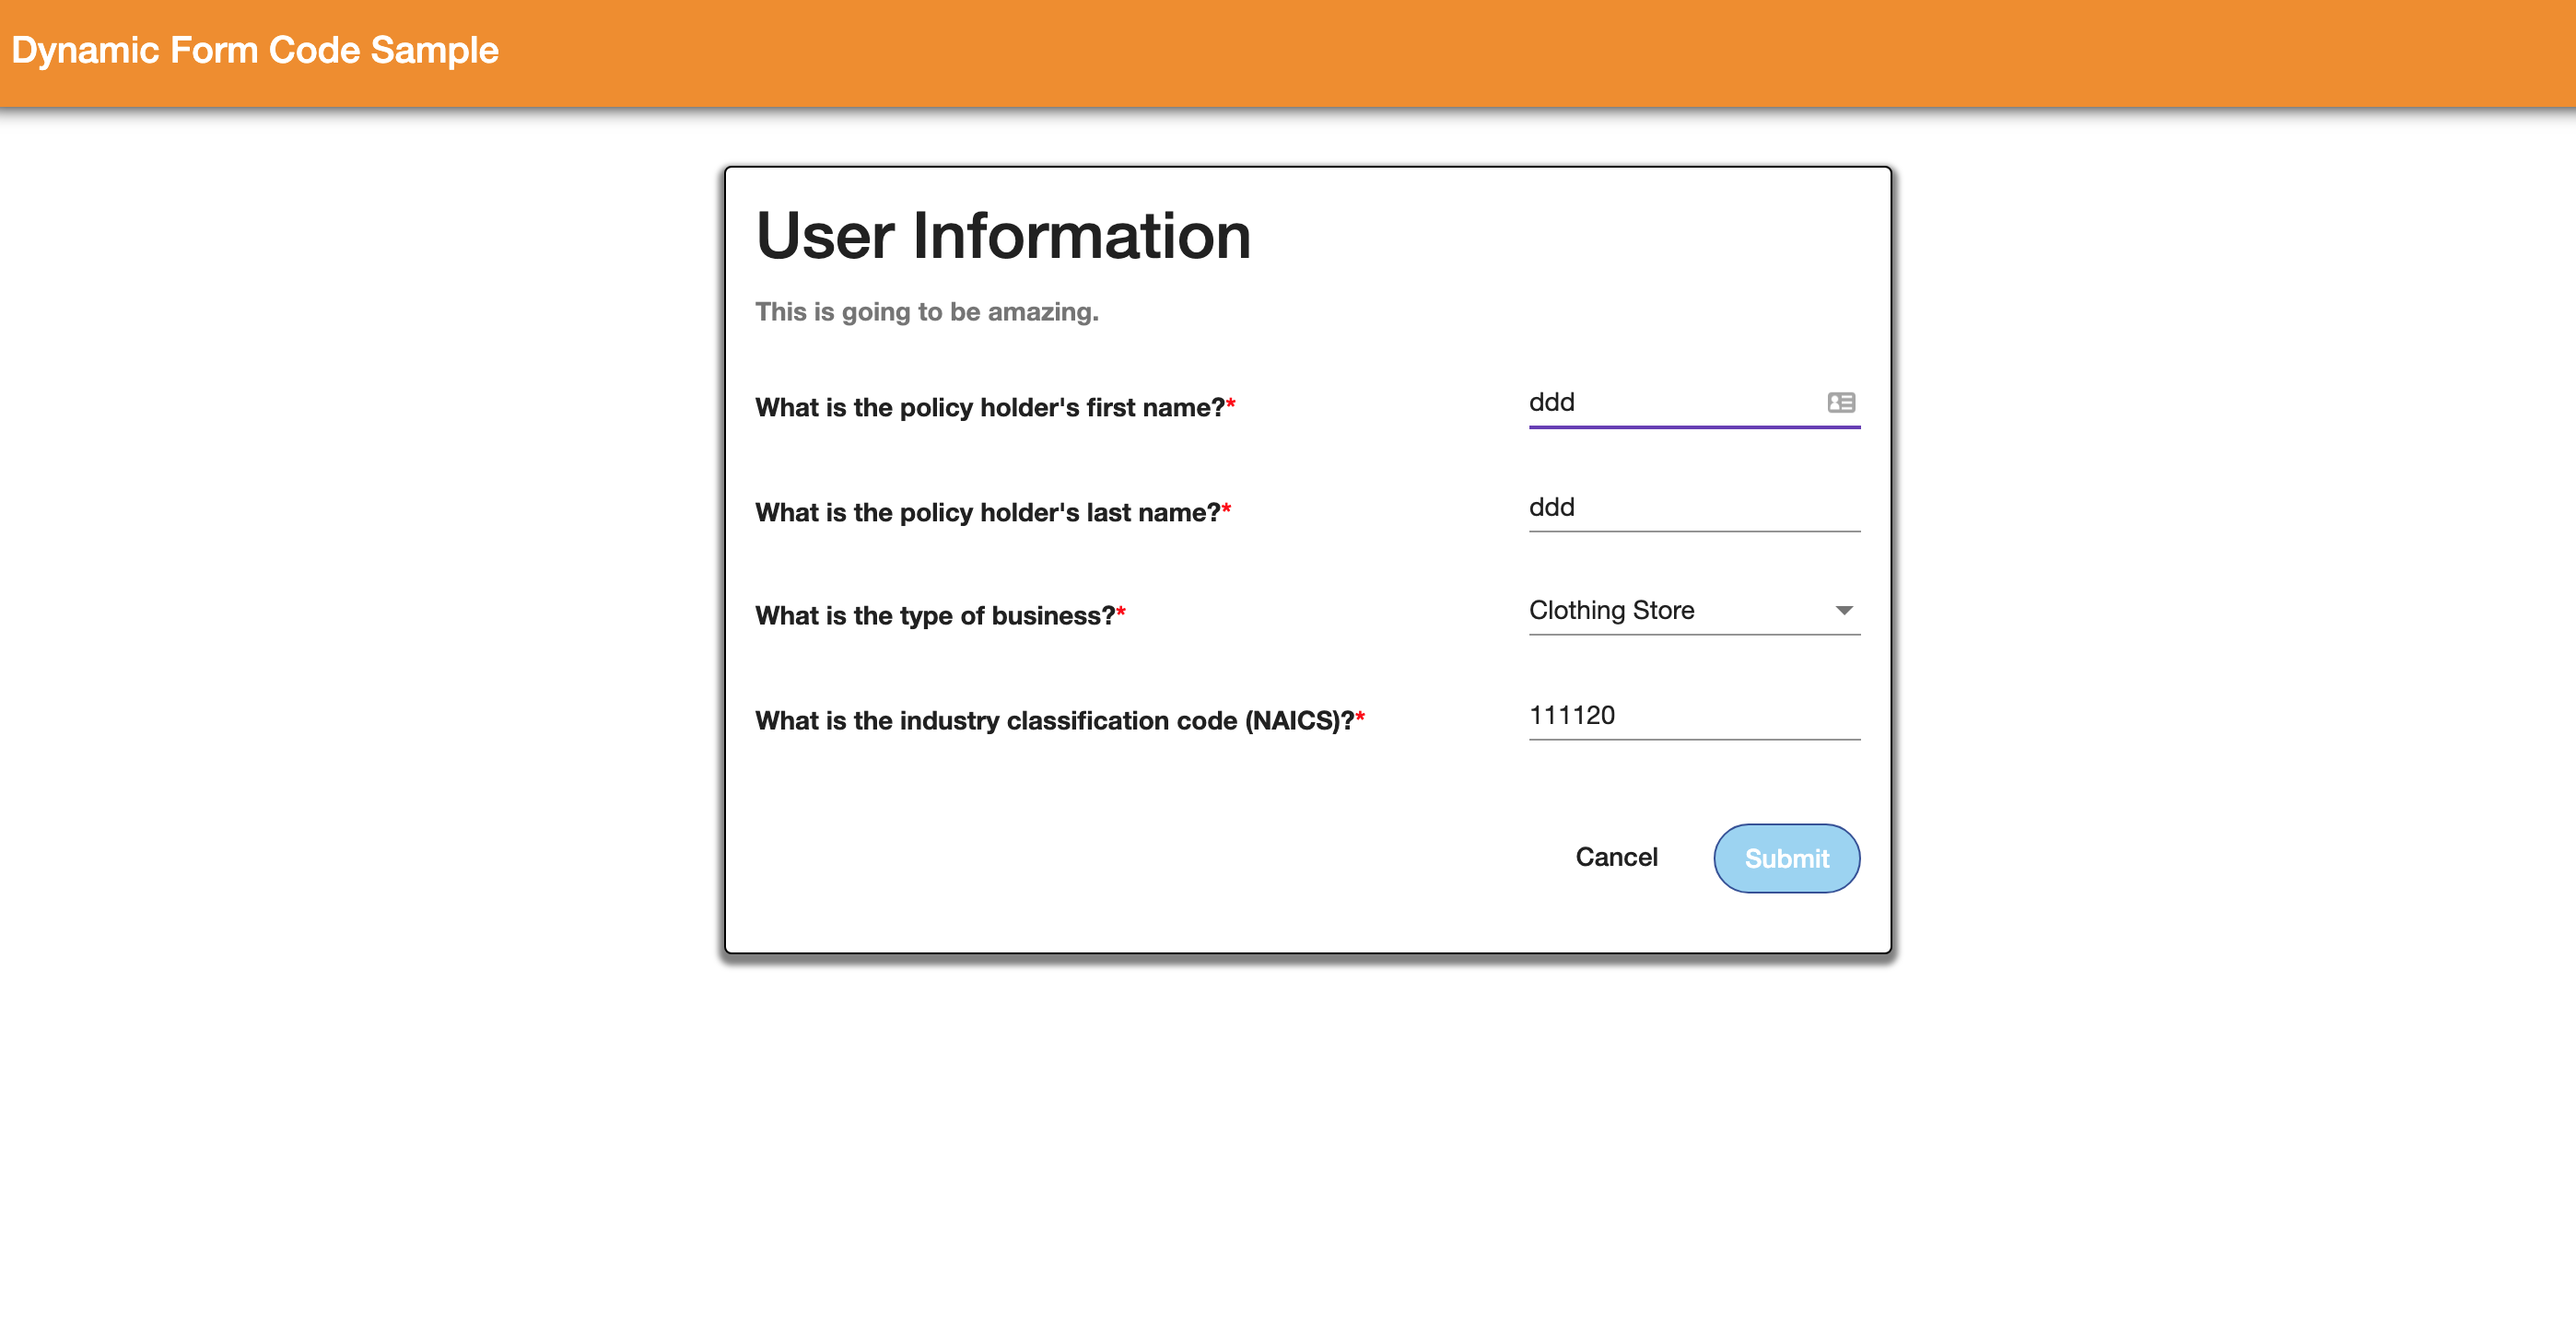 Dynamic Form Code Sample
User Information
This is going to be amazing.
What is the policy holder's first name?* ddd
What is the policy holder's last name?* ddd
What is the type of business?* Clothing Store
What is the industry classification code (NAICS)?* 111120
Cancel Submit